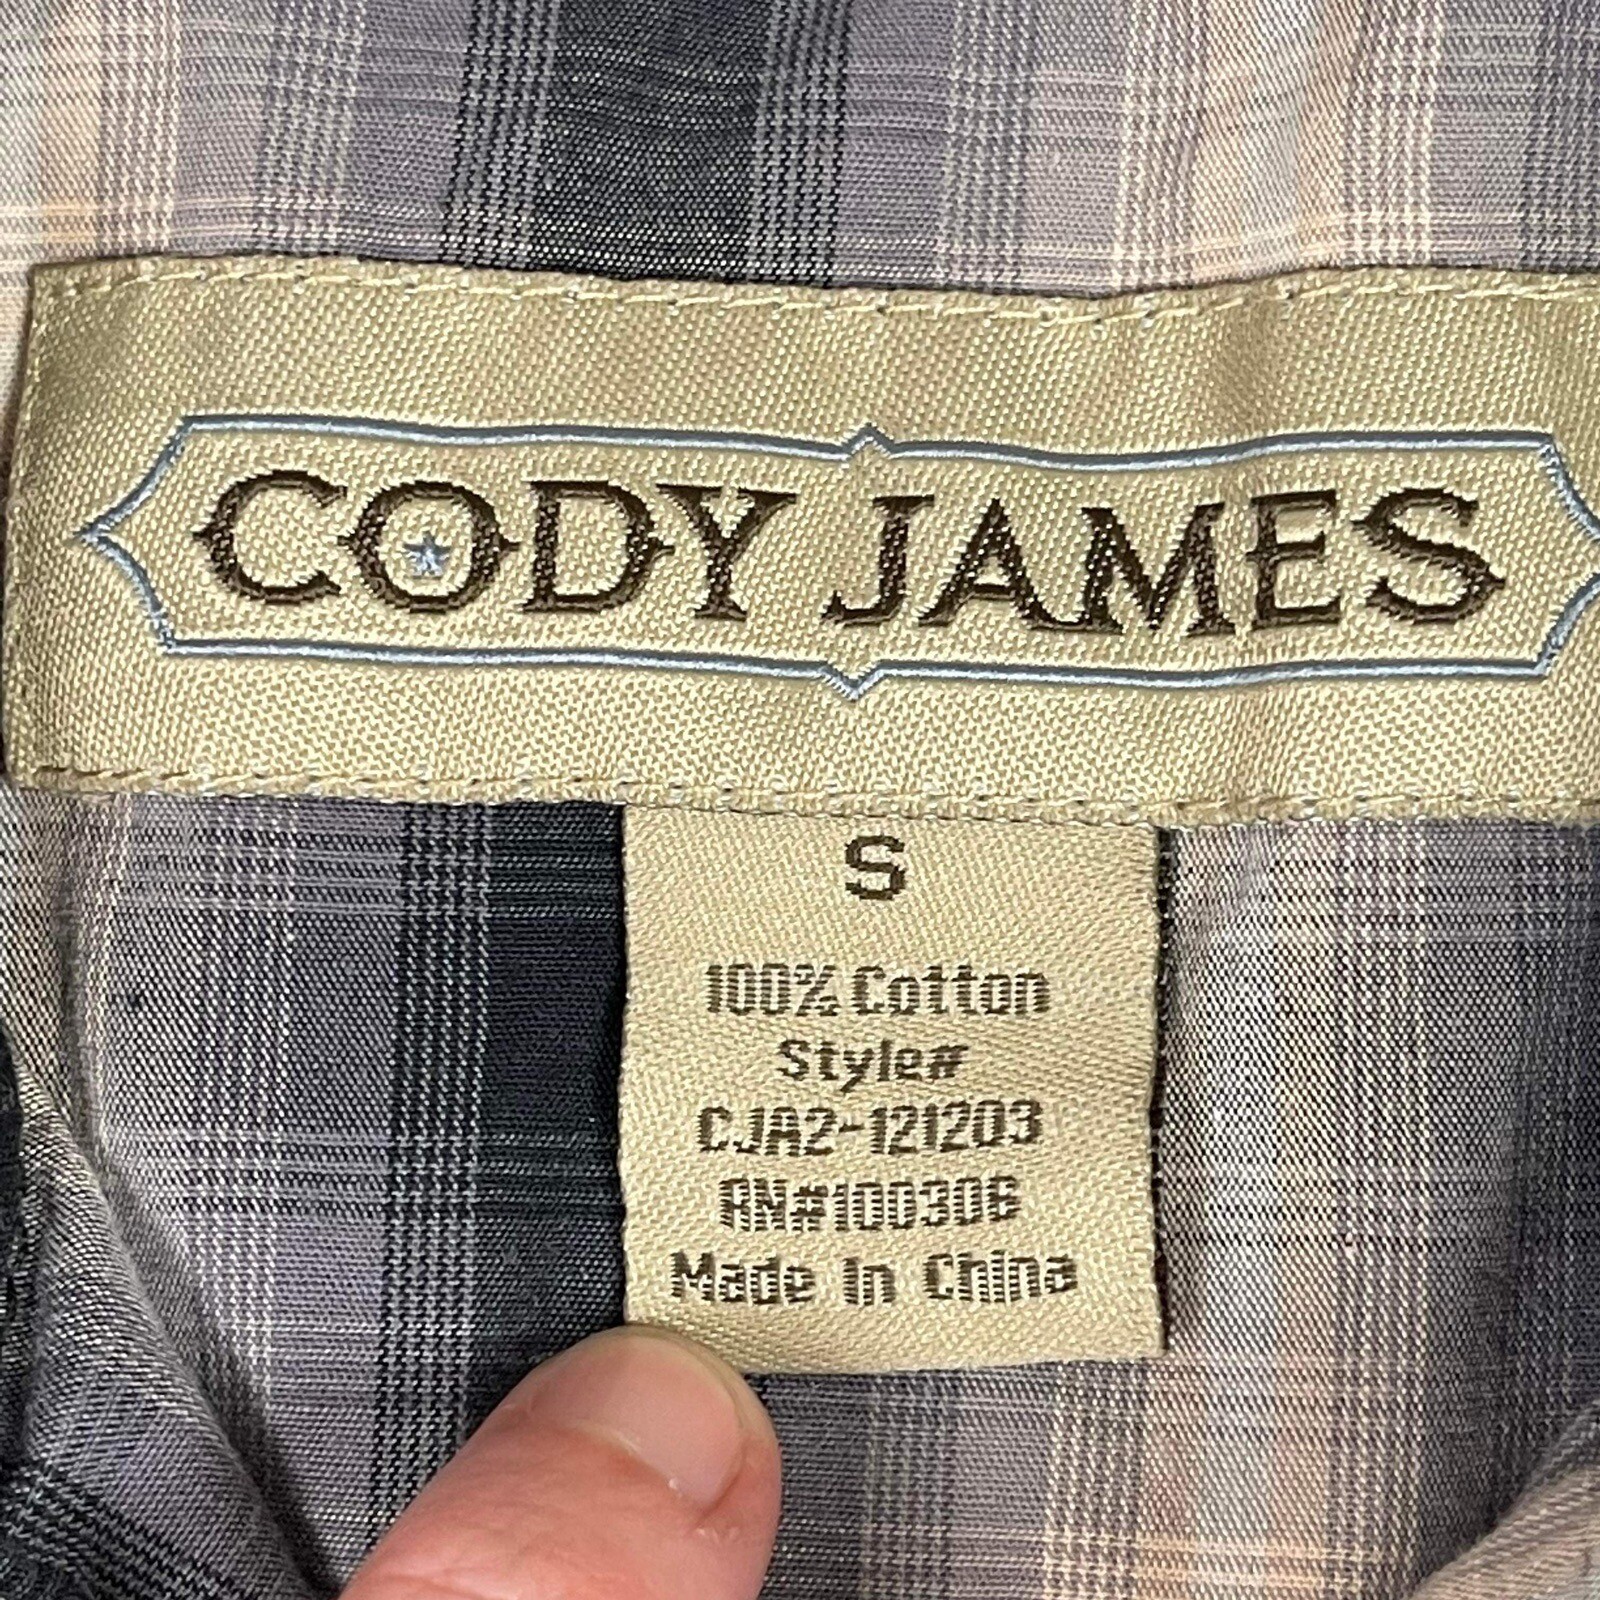 CODY JAMES
S
100% Cotton
Style#
CJA2-121203
RN#100306
Made In China